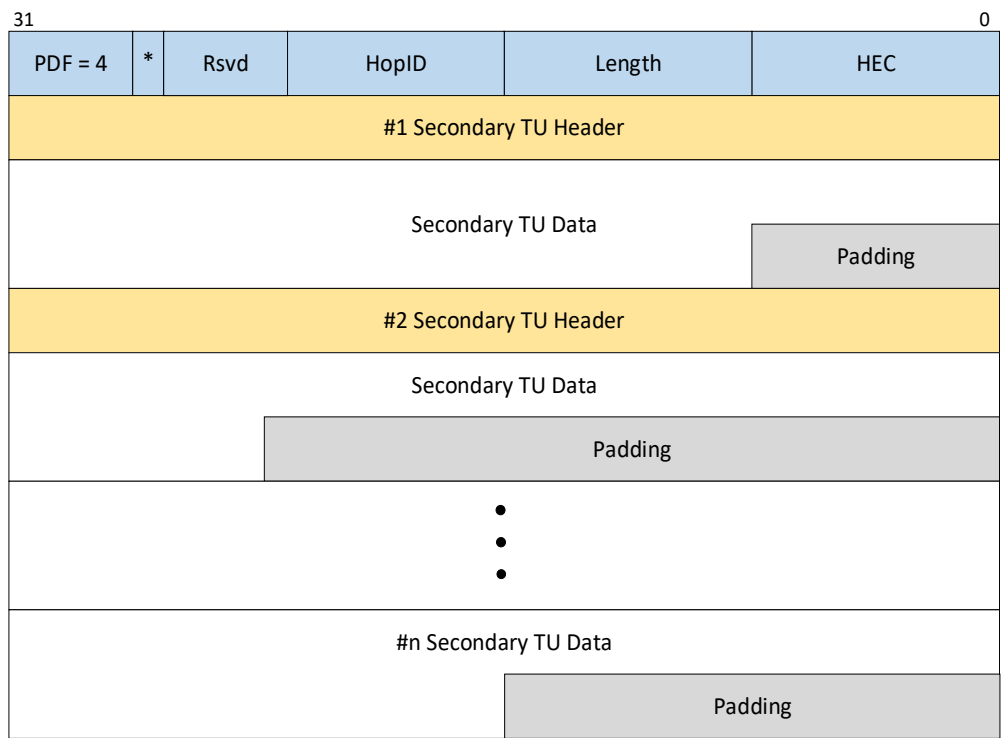 31 0
PDF = 4 * Rsvd HopID Length HEC
#1 Secondary TU Header
Secondary TU Data
Padding
#2 Secondary TU Header
Secondary TU Data
Padding
#n Secondary TU Data
Padding